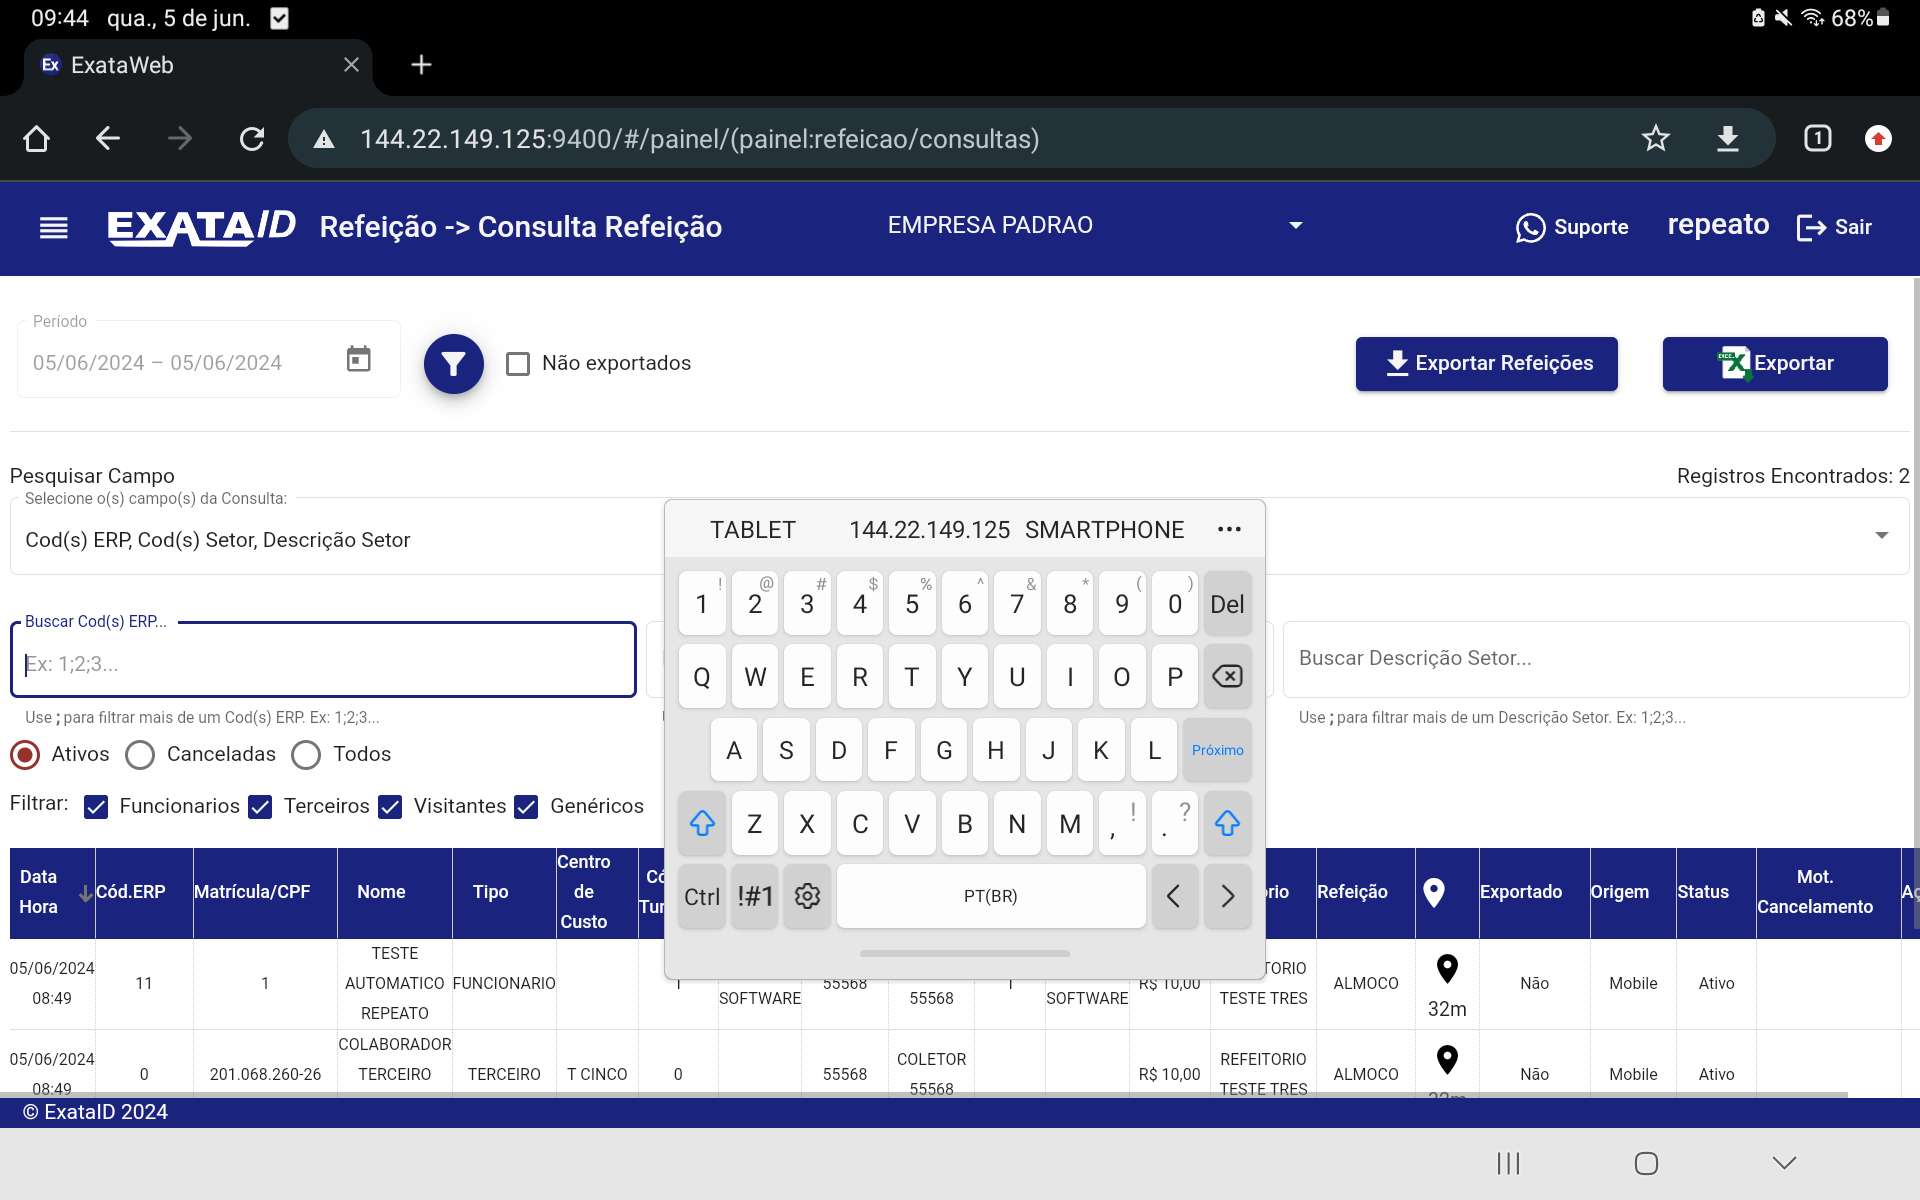 09:44 qua., 5 de jun. 68%
Ex ExataWeb
144.22.149.125:9400/#/painel/(painel:refeicao/consultas) 1
EXATA ID Refeição -> Consulta Refeição EMPRESA PADRAO Suporte repeato Sair
Período
05/06/2024 – 05/06/2024 Não exportados Exportar Refeições Exportar
Pesquisar Campo Registros Encontrados: 2
Selecione o(s) campo(s) da Consulta:
Cod(s) ERP, Cod(s) Setor, Descrição Setor
TABLET 144.22.149.125 SMARTPHONE ...
! @ # $ % ^ & * ( )
1 2 3 4 5 6 7 8 9 0 Del
Buscar Cod(s) ERP...
Ex: 1;2;3... Buscar Descrição Setor...
Q W E R T Y U I O P
Use ; para filtrar mais de um Cod(s) ERP. Ex: 1;2;3... Use ; para filtrar mais de um Descrição Setor. Ex: 1;2;3...
Ativos Canceladas Todos
A S D F G H J K L Próximo
Filtrar: Funcionarios Terceiros Visitantes Genéricos
Z X C V B N M , ! . ?
Ctrl !#1 PT(BR) < >
Data Hora Cód.ERP Matrícula/CPF Nome Tipo Centro de Custo Refeição Exportado Origem Status Mot. Cancelamento
05/06/2024 08:49 11 1 TESTE AUTOMATICO REPEATO FUNCIONARIO 1 SOFTWARE 55568 55568 1 SOFTWARE R$ 10,00 TESTE TRES ALMOCO 32m Não Mobile Ativo
05/06/2024 08:49 0 201.068.260-26 COLABORADOR TERCEIRO TERCEIRO T CINCO 0 55568 COLETOR 55568 R$ 10,00 REFEITORIO TESTE TRES ALMOCO Não Mobile Ativo
© ExataID 2024